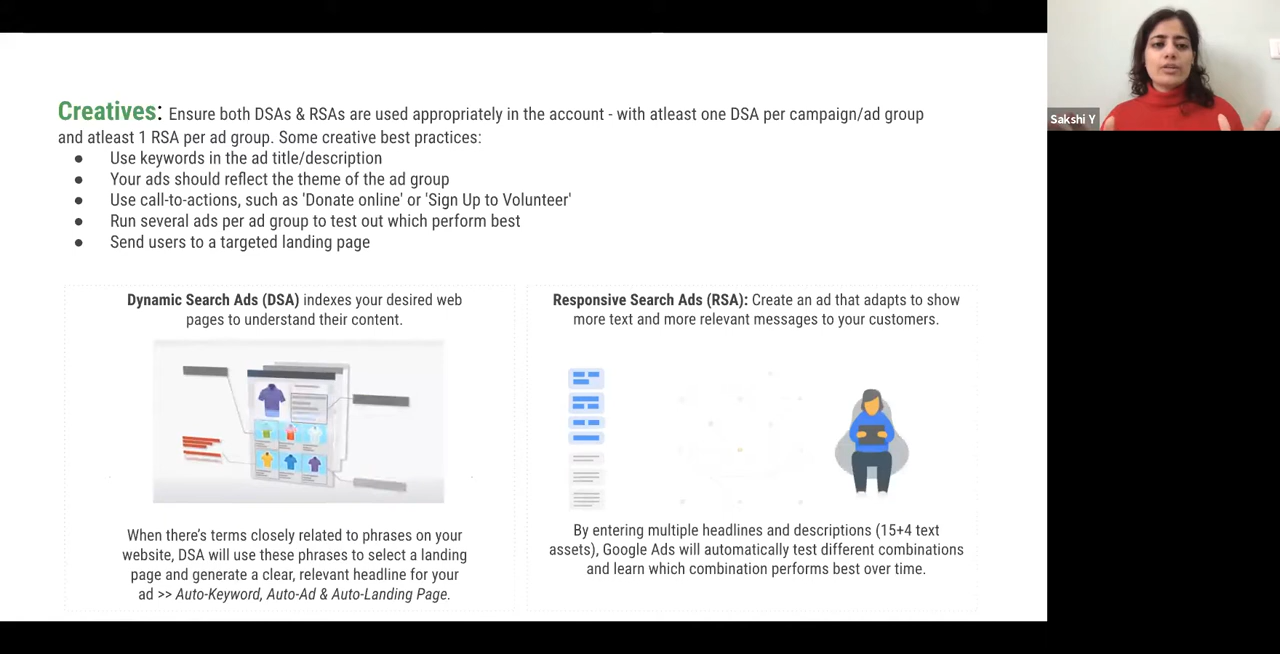 Creatives: Ensure both DSAs & RSAs are used appropriately in the account - with atleast one DSA per campaign/ad group
and atleast 1 RSA per ad group. Some creative best practices:
● Use keywords in the ad title/description
● Your ads should reflect the theme of the ad group
● Use call-to-actions, such as 'Donate online' or 'Sign Up to Volunteer'
● Run several ads per ad group to test out which perform best
● Send users to a targeted landing page
Dynamic Search Ads (DSA) indexes your desired web
pages to understand their content.
When there’s terms closely related to phrases on your
website, DSA will use these phrases to select a landing
page and generate a clear, relevant headline for your
ad >> Auto-Keyword, Auto-Ad & Auto-Landing Page.
Responsive Search Ads (RSA): Create an ad that adapts to show
more text and more relevant messages to your customers.
By entering multiple headlines and descriptions (15+4 text
assets), Google Ads will automatically test different combinations
and learn which combination performs best over time.
Sakshi Y